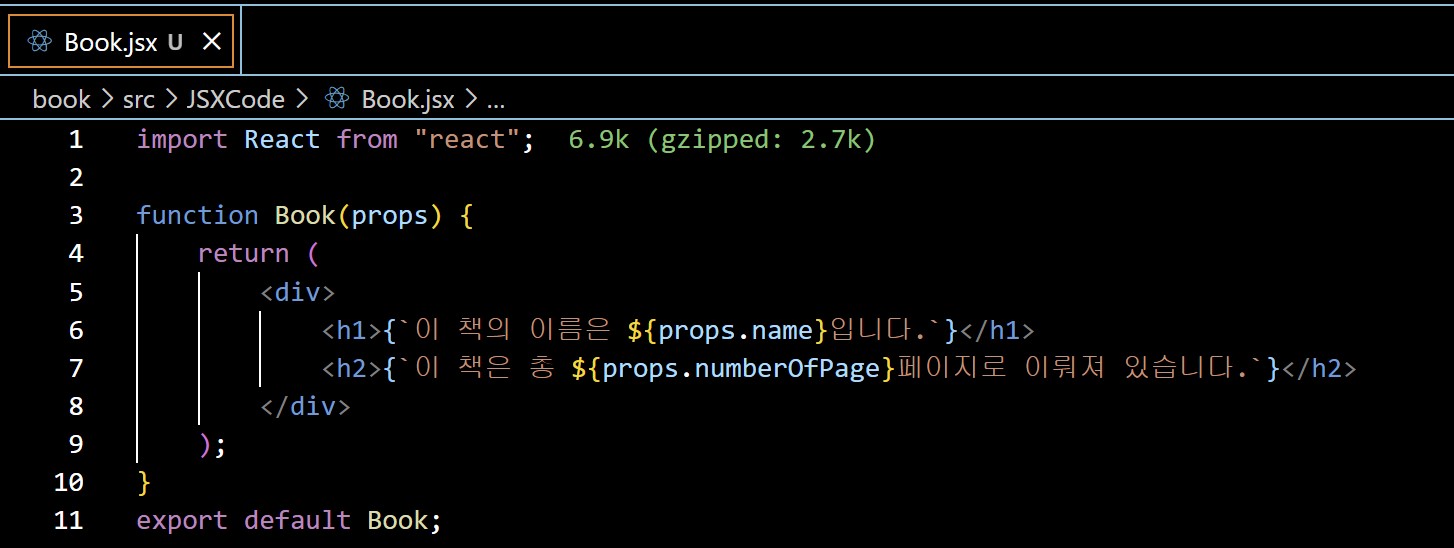 Book.jsx U
book > src > JSXCode > Book.jsx > ...
1 import React from "react"; 6.9k (gzipped: 2.7k)
2
3 function Book(props) {
4     return (
5         <div>
6             <h1>{`이 책의 이름은 ${props.name}입니다.`}</h1>
7             <h2>{`이 책은 총 ${props.numberOfPage}페이지로 이뤄져 있습니다.`}</h2>
8         </div>
9     );
10 }
11 export default Book;